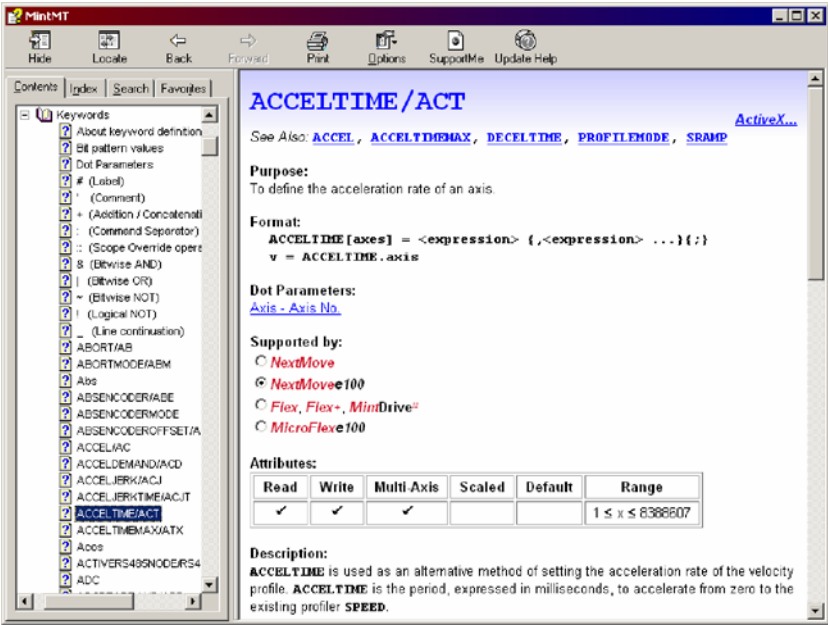 MintMT
Hide Locate Back Forward Print Options SupportMe Update Help
Contents Index Search Favorites
Keywords
About keyword definition
Bit pattern values
Dot Parameters
# (Label)
' (Comment)
+ (Addition / Concatenati
: (Command Separator)
:: (Scope Override opera
& (Bitwise AND)
| (Bitwise OR)
~ (Bitwise NOT)
! (Logical NOT)
_ (Line continuation)
ABORT/AB
ABORTMODE/ABM
Abs
ABSENCODER/ABE
ABSENCODERMODE
ABSENCODEROFFSET/A
ACCEL/AC
ACCELDEMAND/ACD
ACCELJERK/ACJ
ACCELJERKTIME/ACJT
ACCELTIME/ACT
ACCELTIMEMAX/ATX
Acos
ACTIVERS485NODE/RS4
ADC
ACCELTIME/ACT
ActiveX...
See Also: ACCEL, ACCELTIMEMAX, DECELTIME, PROFILEMODE, SRAMP
Purpose:
To define the acceleration rate of an axis.
Format:
ACCELTIME[axes] = <expression> {,<expression> ...}{;}
v = ACCELTIME.axis
Dot Parameters:
Axis - Axis No.
Supported by:
NextMove
NextMovee100
Flex, Flex+, MintDriveII
MicroFlexe100
Attributes:
Read Write Multi-Axis Scaled Default Range
✓ ✓ ✓ 1 ≤ x ≤ 8388607
Description:
ACCELTIME is used as an alternative method of setting the acceleration rate of the velocity
profile. ACCELTIME is the period, expressed in milliseconds, to accelerate from zero to the
existing profiler SPEED.